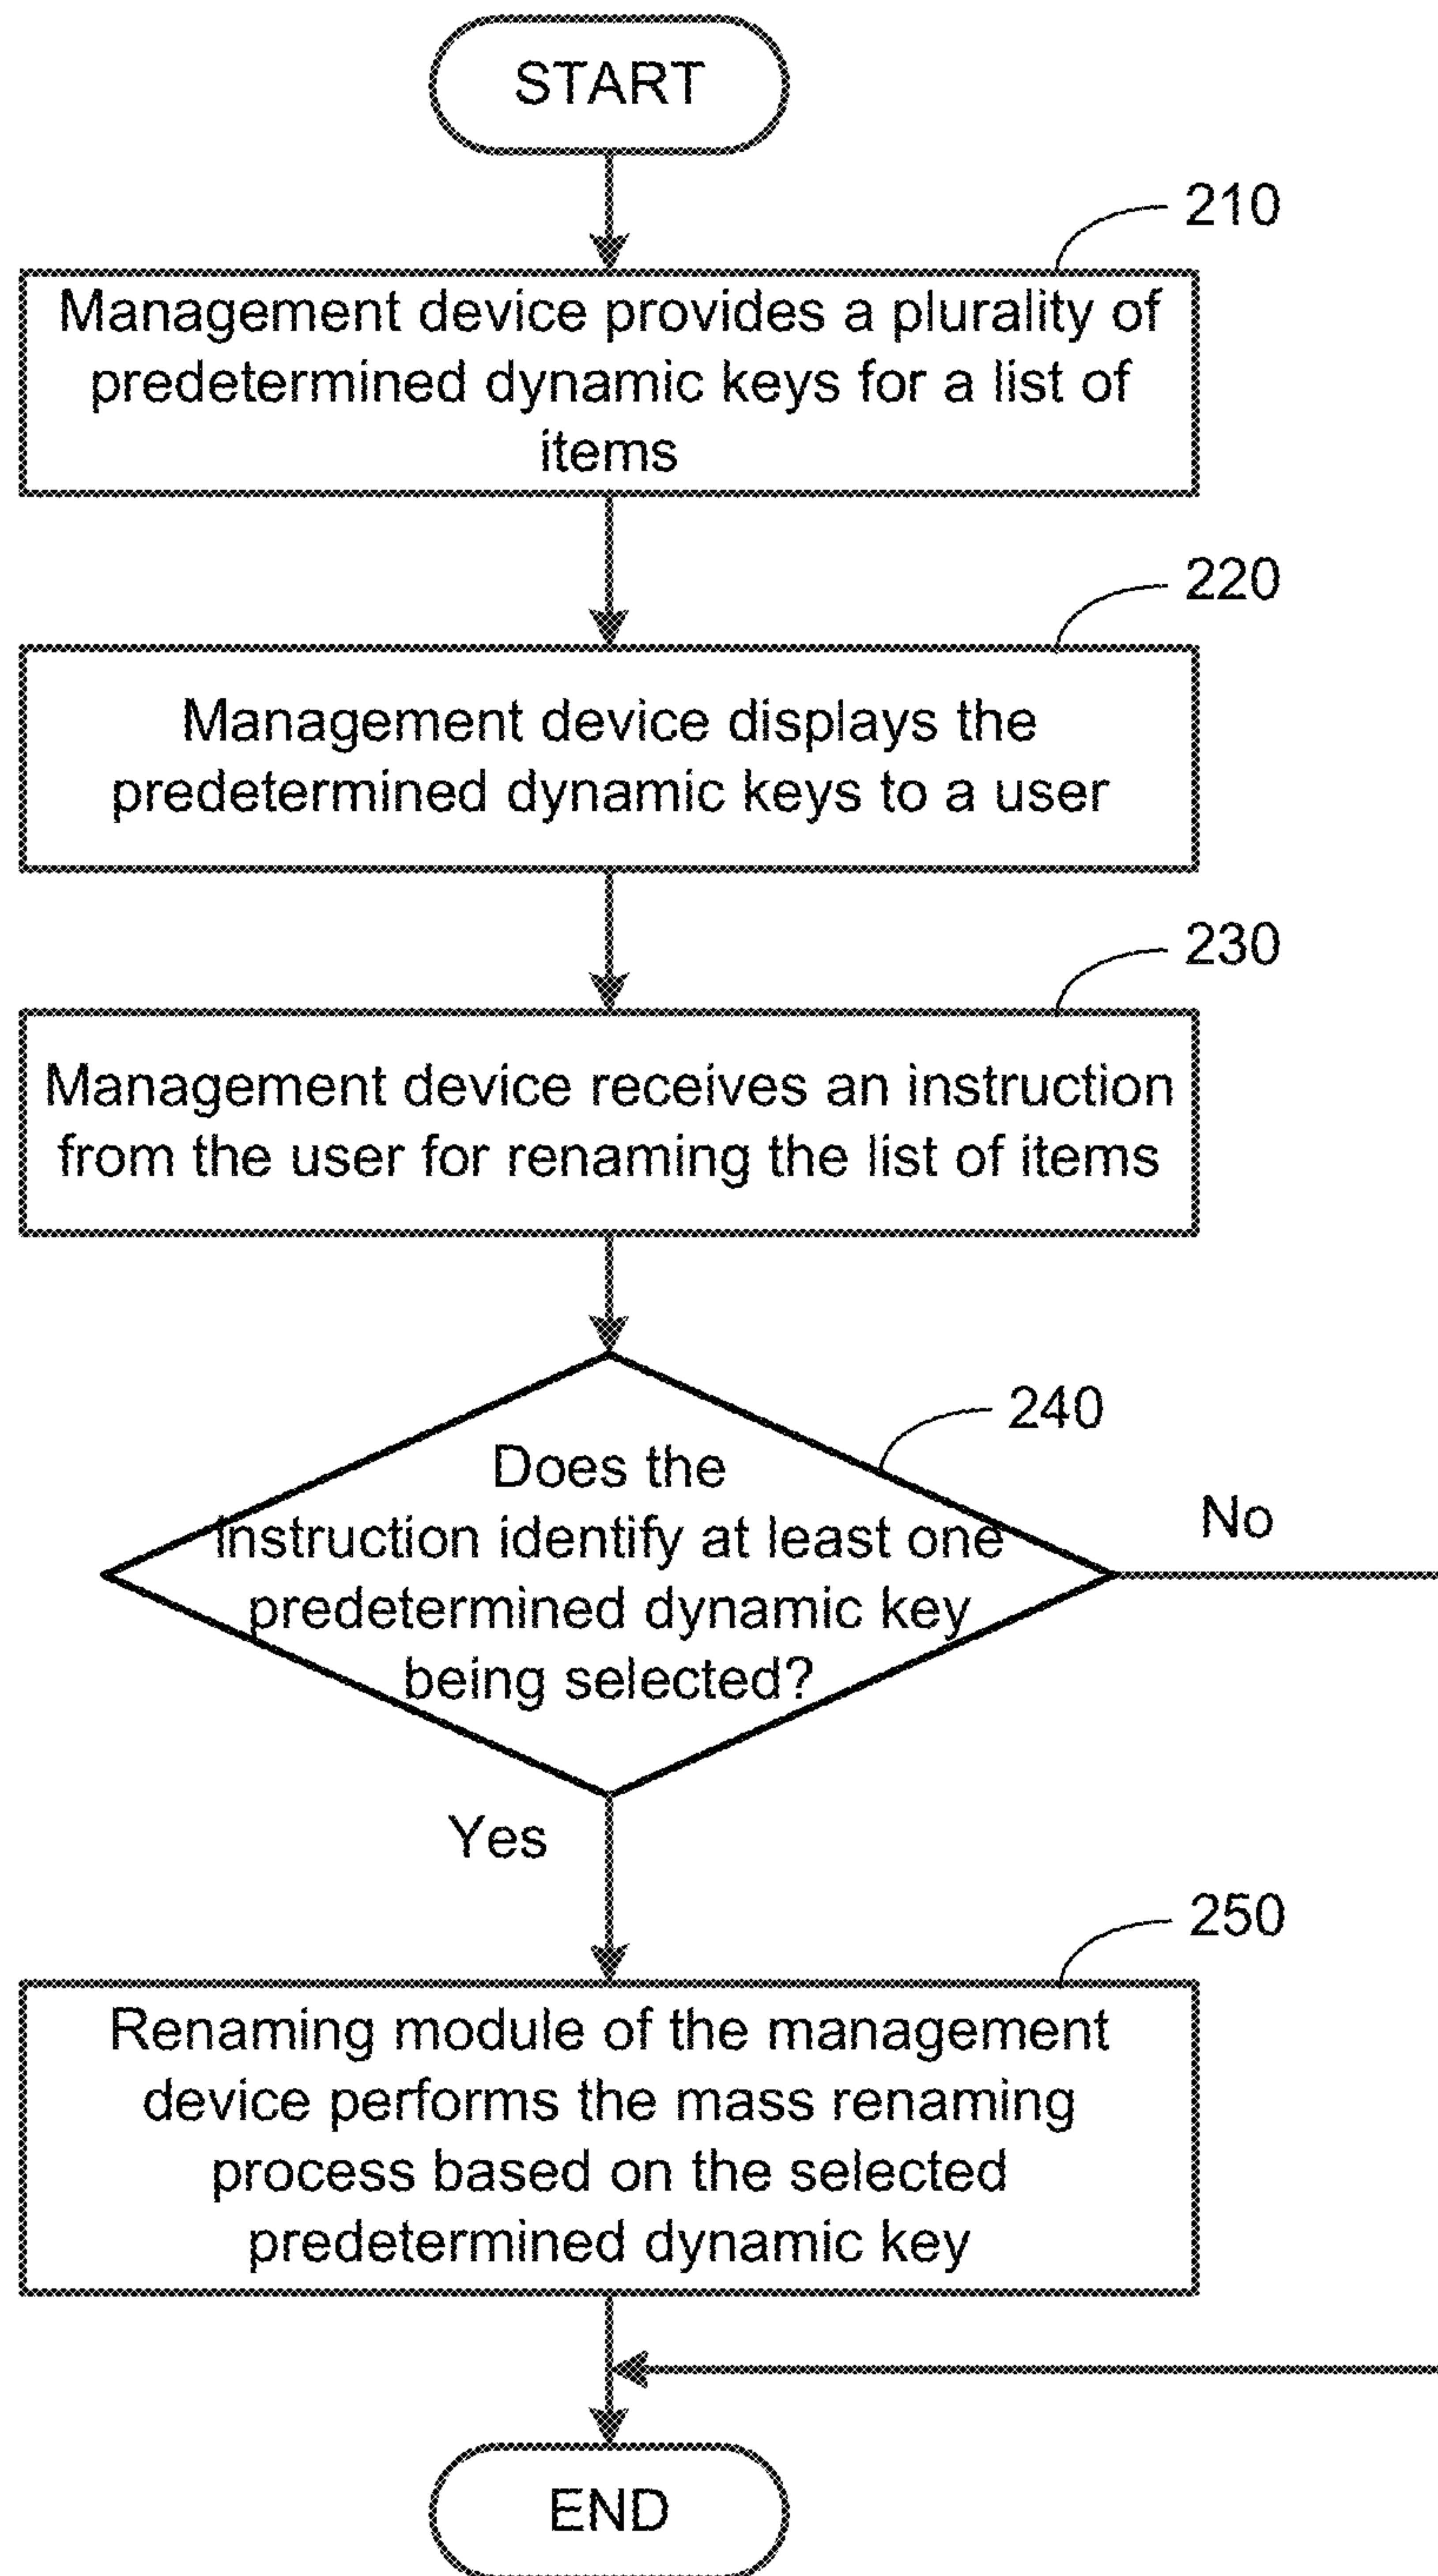 START
210
Management device provides a plurality of
predetermined dynamic keys for a list of
items
220
Management device displays the
predetermined dynamic keys to a user
230
Management device receives an instruction
from the user for renaming the list of items
240
Does the
instruction identify at least one
predetermined dynamic key
being selected?
No
Yes
250
Renaming module of the management
device performs the mass renaming
process based on the selected
predetermined dynamic key
END